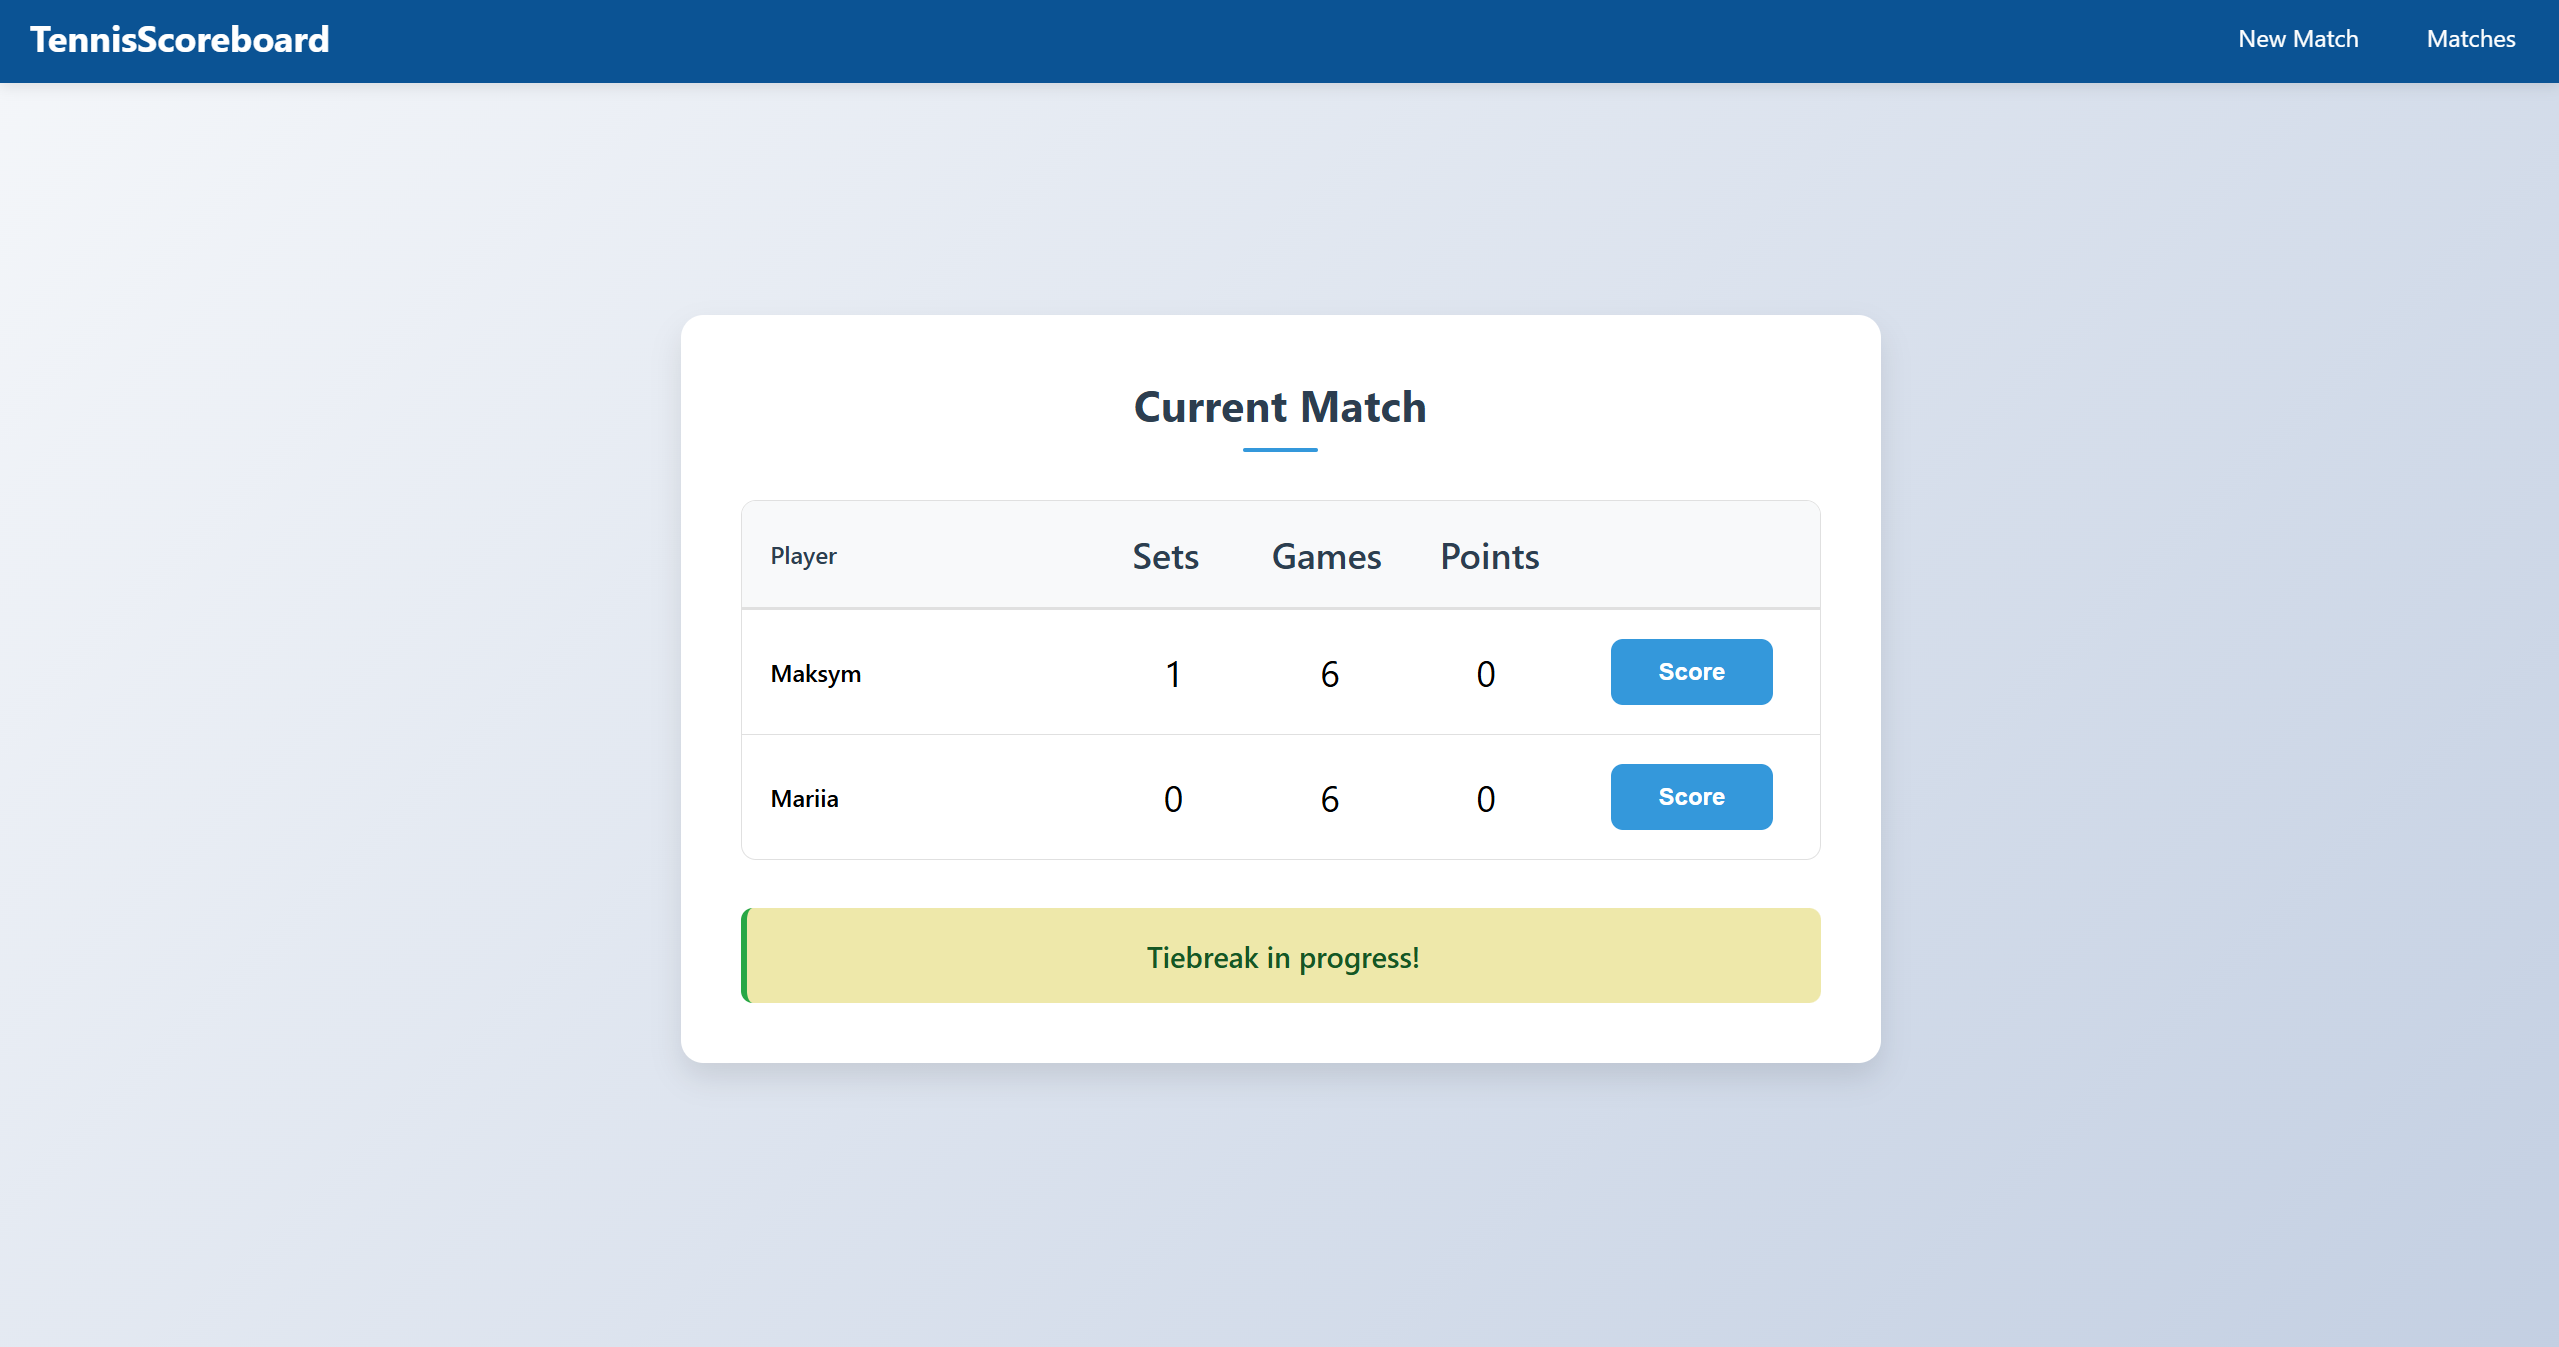 TennisScoreboard New Match Matches
Current Match
Player Sets Games Points
Maksym 1 6 0 Score
Mariia 0 6 0 Score
Tiebreak in progress!